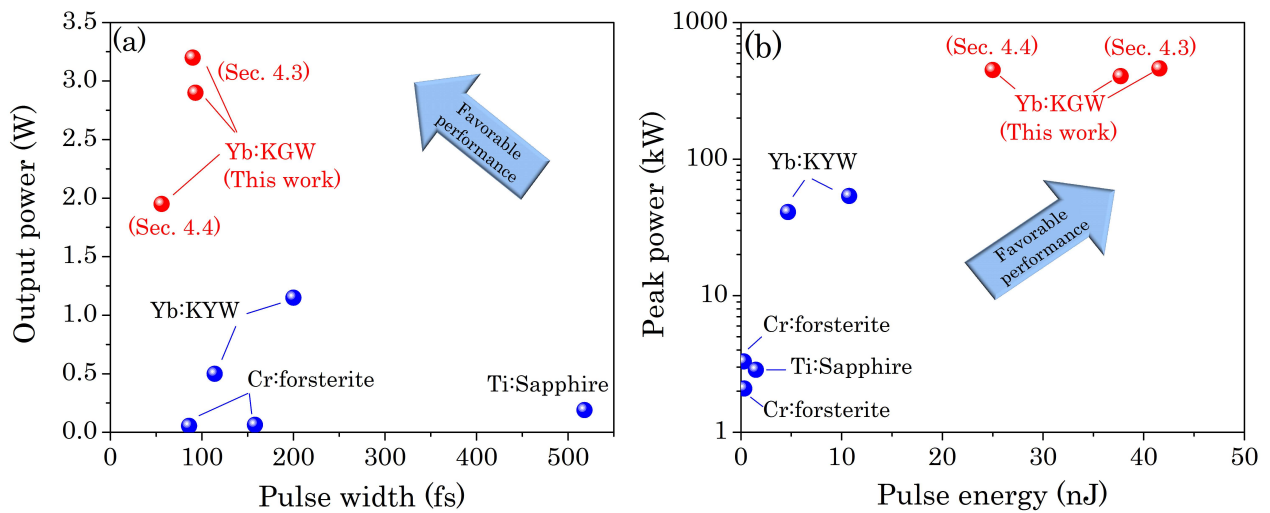 (a)
Output power (W)
3.5
3.0
2.5
2.0
1.5
1.0
0.5
0.0
(Sec. 4.3)
Yb:KGW
(This work)
(Sec. 4.4)
Favorable
performance
Yb:KYW
Cr:forsterite
Ti:Sapphire
0
100
200
300
400
500
Pulse width (fs)
(b)
Peak power (kW)
1000
100
10
1
(Sec. 4.4)
(Sec. 4.3)
Yb:KGW
(This work)
Yb:KYW
Favorable
performance
Cr:forsterite
Ti:Sapphire
Cr:forsterite
0
10
20
30
40
50
Pulse energy (nJ)